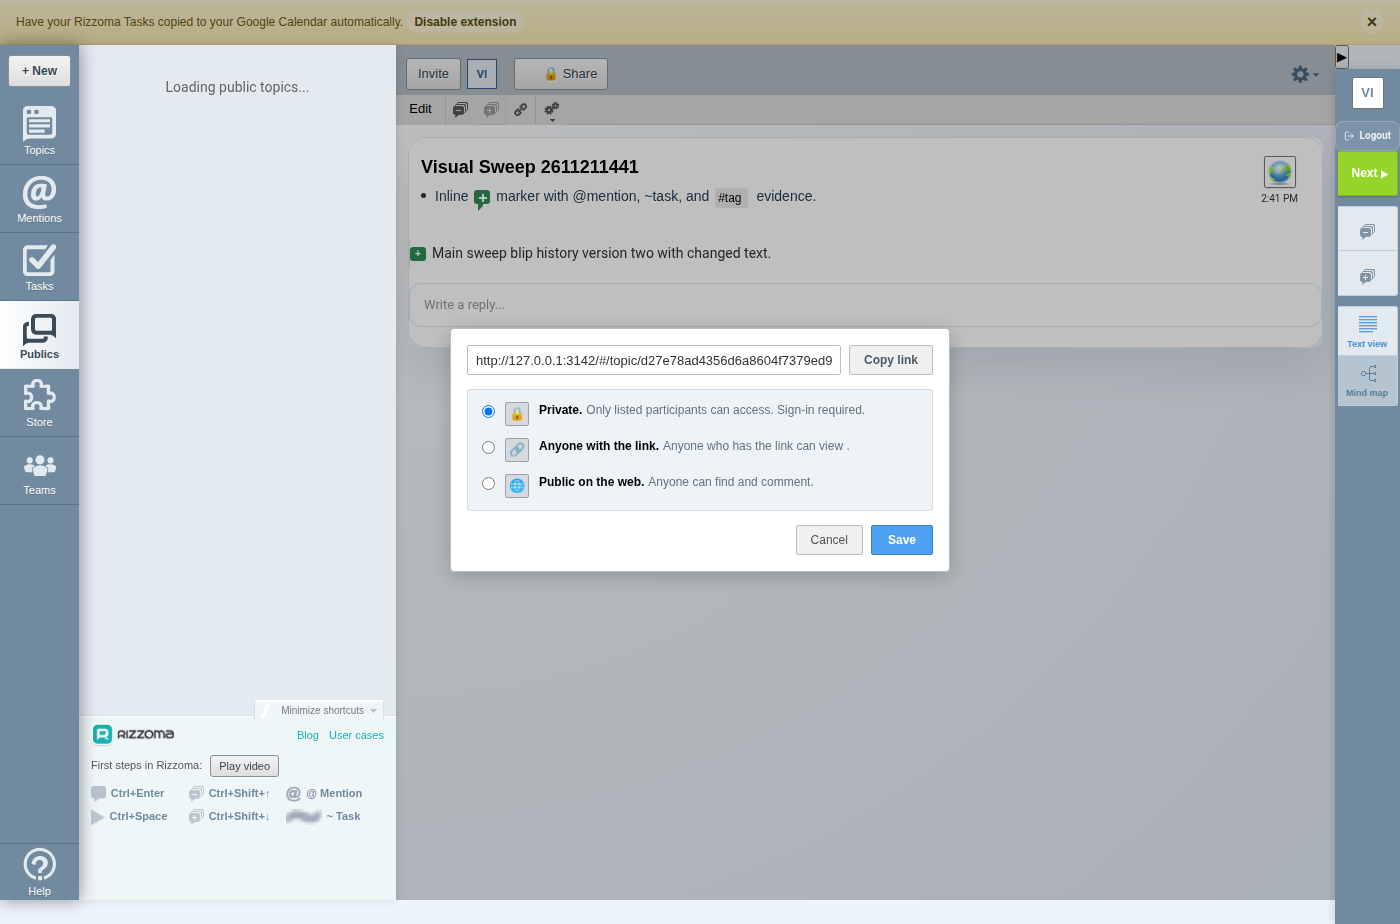 Have your Rizzoma Tasks copied to your Google Calendar automatically. Disable extension ×
+ New
Topics
Mentions
Tasks
Publics
Store
Teams
Help
Loading public topics...
Minimize shortcuts
RIZZOMA
Blog User cases
First steps in Rizzoma: Play video
Ctrl+Enter Ctrl+Shift+↑ @ Mention
Ctrl+Space Ctrl+Shift+↓ ~ Task
Invite VI Share
Edit
Visual Sweep 2611211441
• Inline + marker with @mention, ~task, and #tag evidence.
2:41 PM
+ Main sweep blip history version two with changed text.
Write a reply...
http://127.0.0.1:3142/#/topic/d27e78ad4356d6a8604f7379ed9 Copy link
Private. Only listed participants can access. Sign-in required.
Anyone with the link. Anyone who has the link can view .
Public on the web. Anyone can find and comment.
Cancel Save
VI
Logout
Next
Text view
Mind map